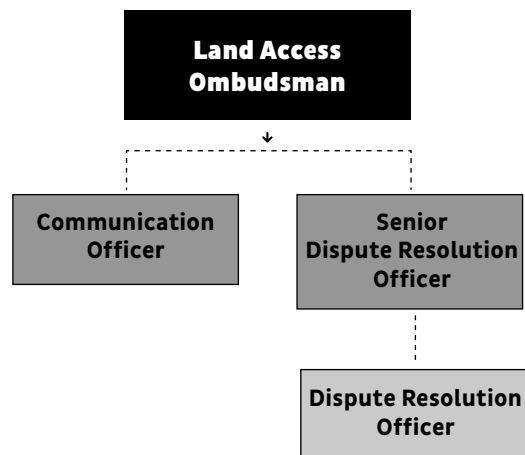 Land Access
Ombudsman
Communication
Officer
Senior
Dispute Resolution
Officer
Dispute Resolution
Officer